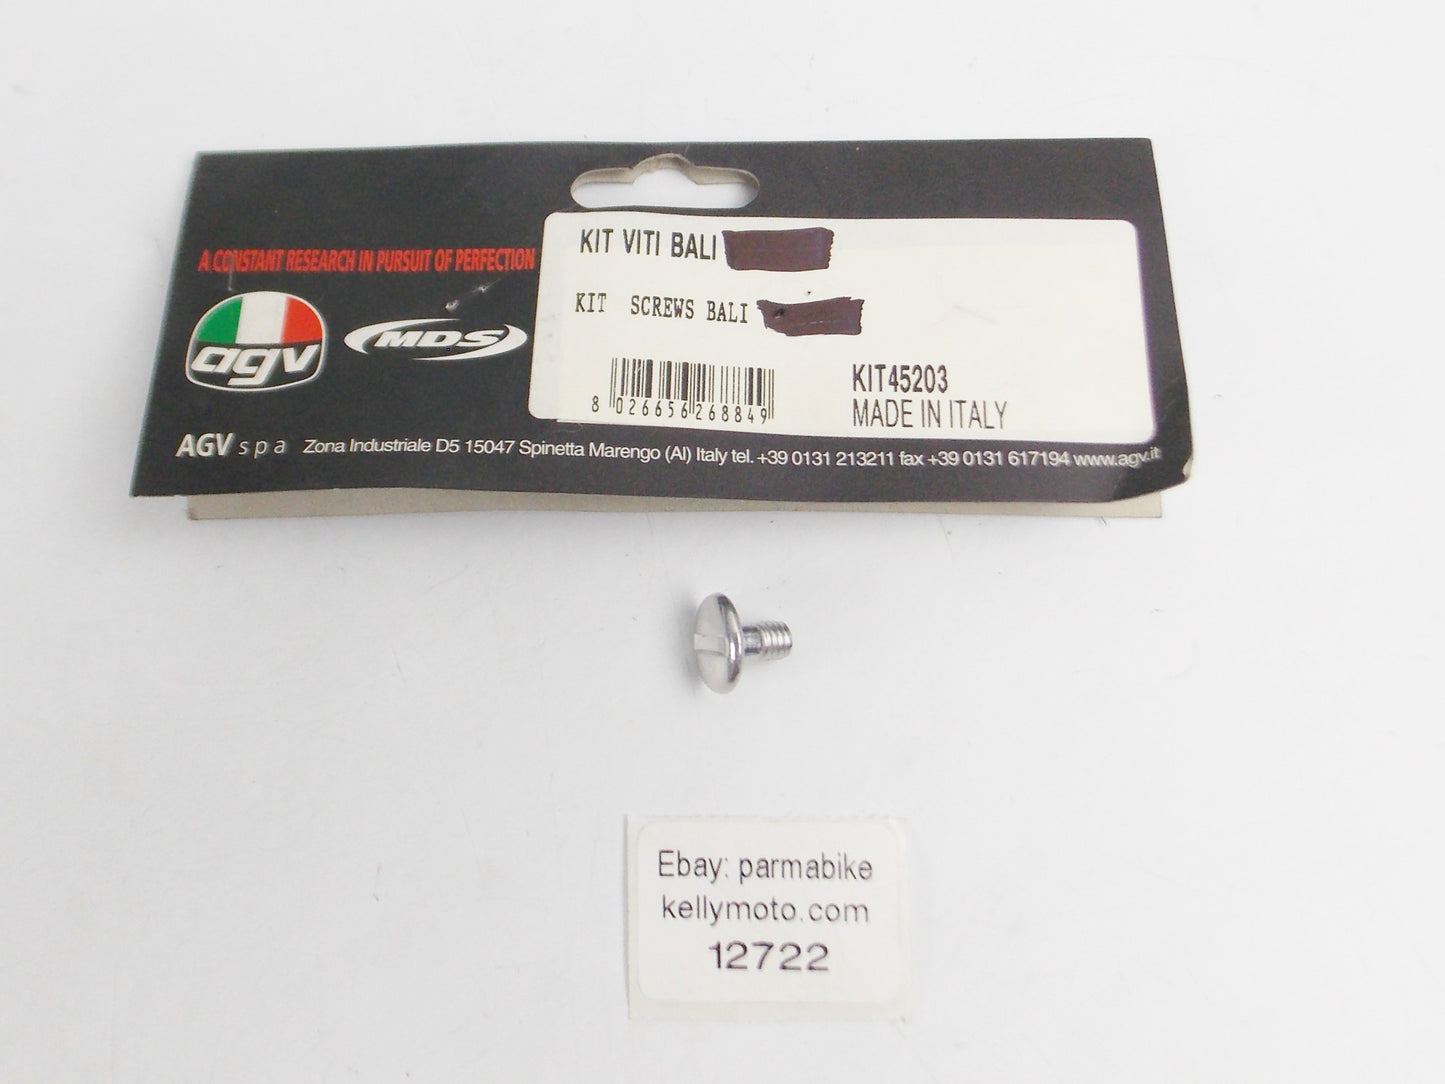 A CONSTANT RESEARCH IN PURSUIT OF PERFECTION
agv
MDS
KIT VITI BALI
KIT SCREWS BALI
8 026656 268849
KIT45203
MADE IN ITALY
AGV spa Zona Industriale D5 15047 Spinetta Marengo (Al) Italy tel. +39 0131 213211 fax +39 0131 617194 www.agv.it
Ebay: parmabike
kellymoto.com
12722